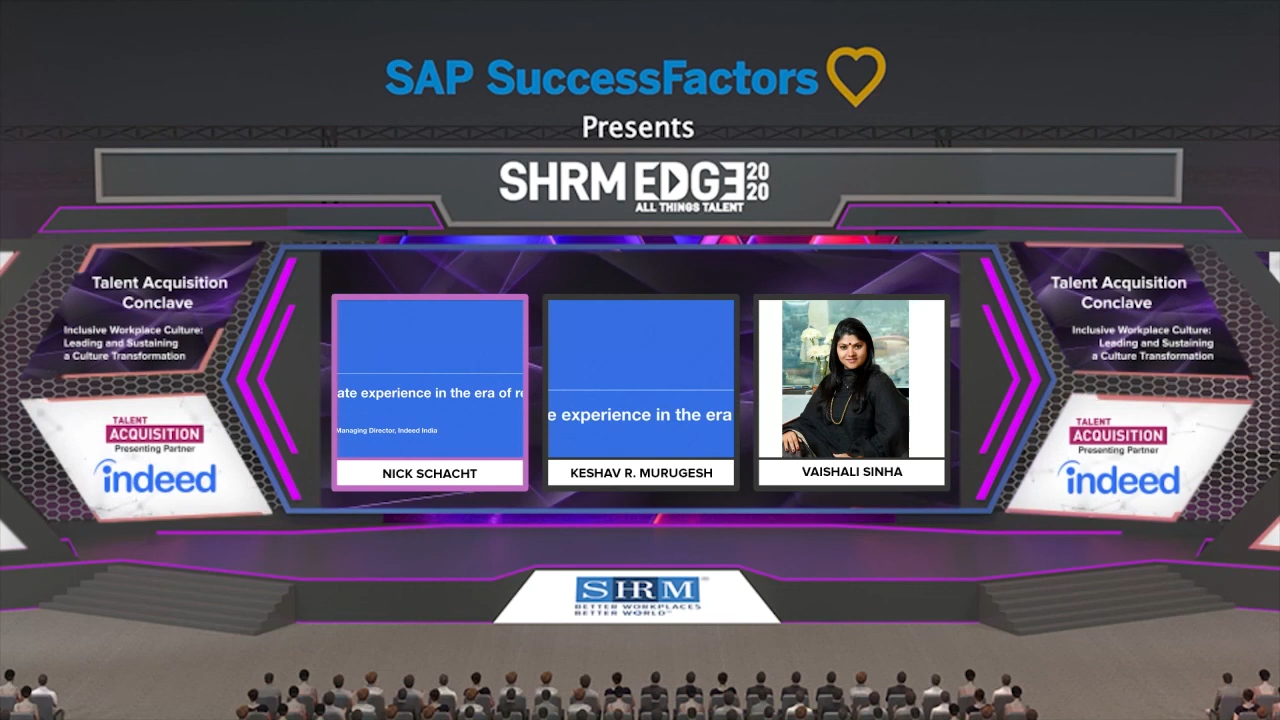 SAP SuccessFactors
Presents
SHRM EDGE 2020
ALL THINGS TALENT
Talent Acquisition
Conclave
Inclusive Workplace Culture:
Leading and Sustaining
a Culture Transformation
TALENT
ACQUISITION
Presenting Partner
indeed
ate experience in the era of re
Managing Director, Indeed India
NICK SCHACHT
e experience in the era
KESHAV R. MURUGESH
VAISHALI SINHA
Talent Acquisition
Conclave
Inclusive Workplace Culture:
Leading and Sustaining
a Culture Transformation
TALENT
ACQUISITION
Presenting Partner
indeed
SHRM
BETTER WORKPLACES
BETTER WORLD™